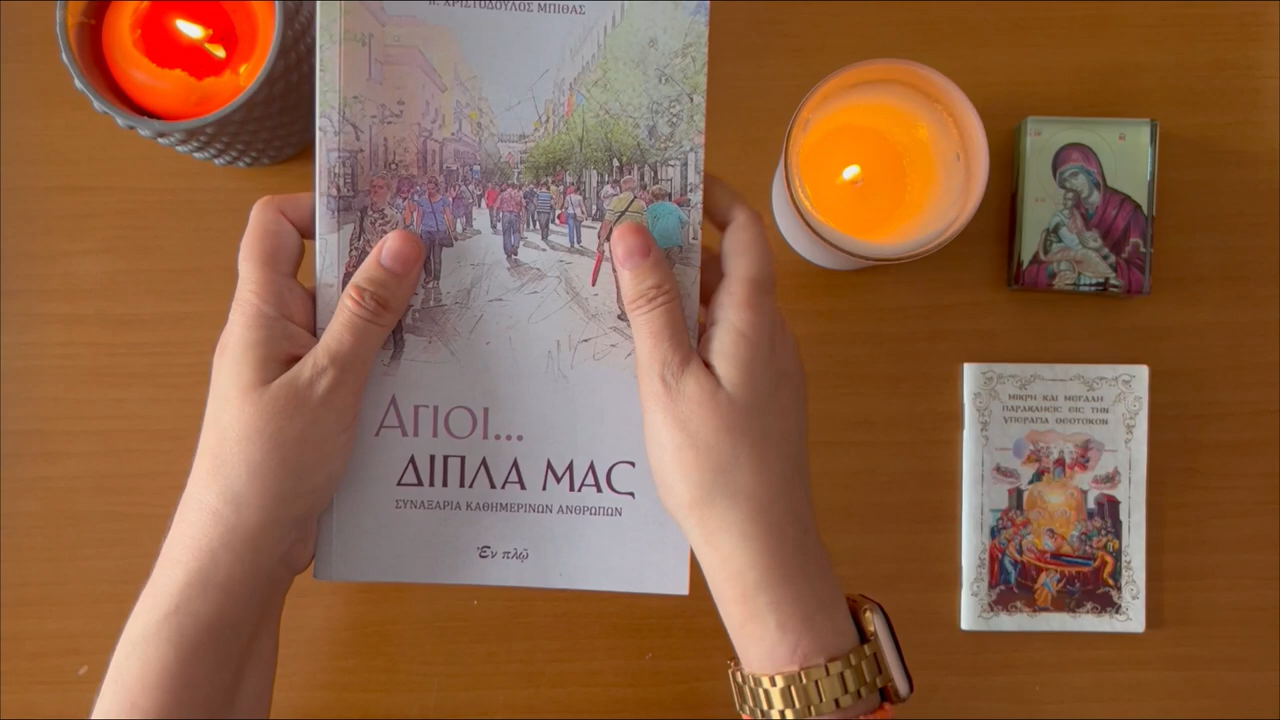 π. ΧΡΙΣΤΟΔΟΥΛΟΣ ΜΠΙΘΑΣ
ΑΓΙΟΙ...
ΔΙΠΛΑ ΜΑΣ
ΣΥΝΑΞΑΡΙΑ ΚΑΘΗΜΕΡΙΝΩΝ ΑΝΘΡΩΠΩΝ
Ἐν πλῷ
ΜΙΚΡΗ ΚΑΙ ΜΕΓΑΛΗ
ΠΑΡΑΚΛΗΣΙΣ ΕΙΣ ΤΗΝ
ΥΠΕΡΑΓΙΑ ΘΕΟΤΟΚΟΝ